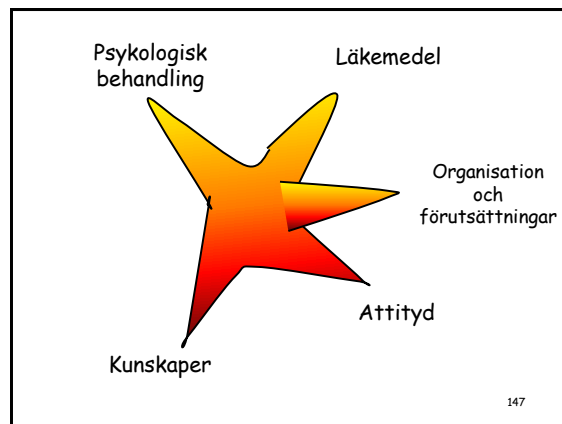 Psykologisk
behandling
Läkemedel
Organisation
och
förutsättningar
Attityd
Kunskaper
147